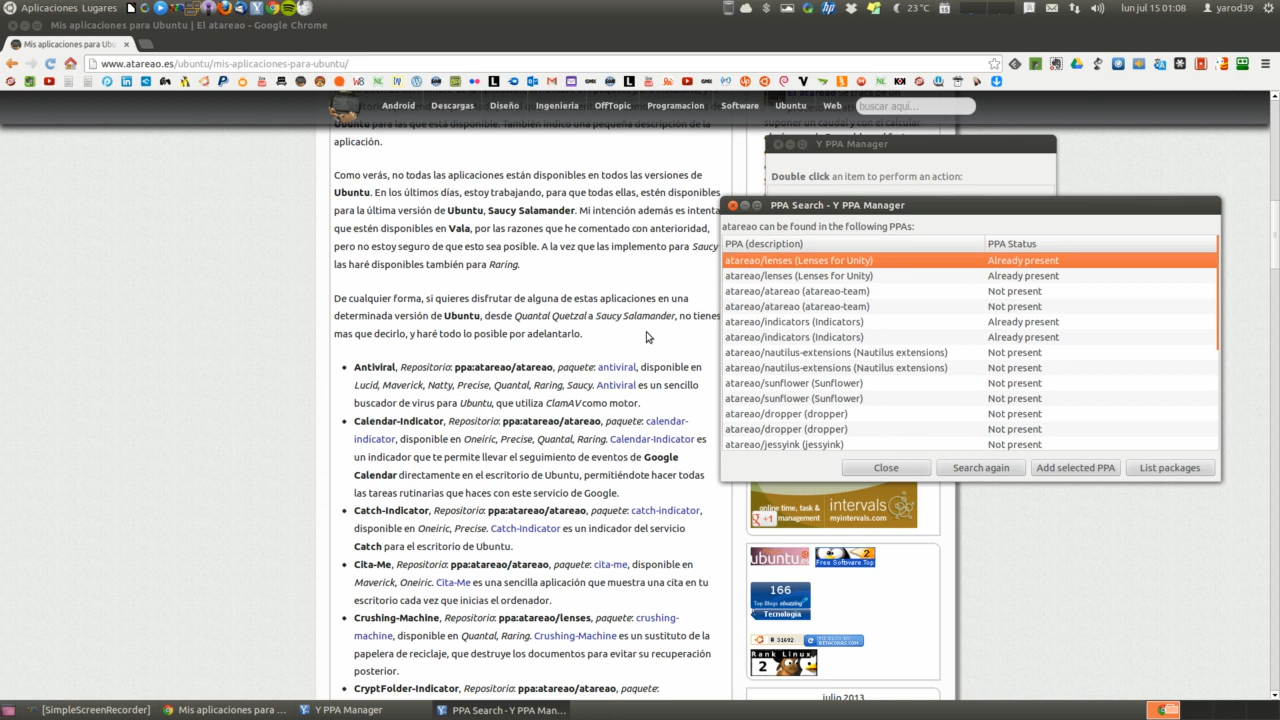 Aplicaciones Lugares
23°C
lun jul 15 01:08
yarod39
Mis aplicaciones para Ubuntu | El atareao - Google Chrome
Mis aplicaciones para Ub
www.atareao.es/ubuntu/mis-aplicaciones-para-ubuntu/
Android Descargas Diseño Ingenieria OffTopic Programacion Software Ubuntu Web buscar aquí...
Ubuntu para las que está disponible. También indico una pequeña descripción de la
aplicación.
Como verás, no todas las aplicaciones están disponibles en todos las versiones de
Ubuntu. En los últimos días, estoy trabajando, para que todas ellas, estén disponibles
para la última versión de Ubuntu, Saucy Salamander. Mi intención además es intenta
que estén disponibles en Vala, por las razones que he comentado con anterioridad,
pero no estoy seguro de que esto sea posible. A la vez que las implemento para Saucy
las haré disponibles también para Raring.
De cualquier forma, si quieres disfrutar de alguna de estas aplicaciones en una
determinada versión de Ubuntu, desde Quantal Quetzal a Saucy Salamander, no tienes
mas que decirlo, y haré todo lo posible por adelantarlo.
Antiviral, Repositorio: ppa:atareao/atareao, paquete: antiviral, disponible en
Lucid, Maverick, Natty, Precise, Quantal, Raring, Saucy. Antiviral es un sencillo
buscador de virus para Ubuntu, que utiliza ClamAV como motor.
Calendar-Indicator, Repositorio: ppa:atareao/atareao, paquete: calendar-
indicator, disponible en Oneiric, Precise, Quantal, Raring. Calendar-Indicator es
un indicador que te permite llevar el seguimiento de eventos de Google
Calendar directamente en el escritorio de Ubuntu, permitiéndote hacer todas
las tareas rutinarias que haces con este servicio de Google.
Catch-Indicator, Repositorio: ppa:atareao/atareao, paquete: catch-indicator,
disponible en Oneiric, Precise. Catch-Indicator es un indicador del servicio
Catch para el escritorio de Ubuntu.
Cita-Me, Repositorio: ppa:atareao/atareao, paquete: cita-me, disponible en
Maverick, Oneiric. Cita-Me es una sencilla aplicación que muestra una cita en tu
escritorio cada vez que inicias el ordenador.
Crushing-Machine, Repositorio: ppa:atareao/lenses, paquete: crushing-
machine, disponible en Quantal, Raring. Crushing-Machine es un sustituto de la
papelera de reciclaje, que destruye los documentos para evitar su recuperación
posterior.
CryptFolder-Indicator, Repositorio: ppa:atareao/atareao, paquete:
suponer un caudal y con el calcular
Y PPA Manager
Double click an item to perform an action:
PPA Search - Y PPA Manager
atareao can be found in the following PPAs:
PPA (description) PPA Status
atareao/lenses (Lenses for Unity) Already present
atareao/lenses (Lenses for Unity) Already present
atareao/atareao (atareao-team) Not present
atareao/atareao (atareao-team) Not present
atareao/indicators (Indicators) Already present
atareao/indicators (Indicators) Already present
atareao/nautilus-extensions (Nautilus extensions) Not present
atareao/nautilus-extensions (Nautilus extensions) Not present
atareao/sunflower (Sunflower) Not present
atareao/sunflower (Sunflower) Not present
atareao/dropper (dropper) Not present
atareao/dropper (dropper) Not present
atareao/jessyink (jessyink) Not present
Close Search again Add selected PPA List packages
online time, task &
management
intervals
myintervals.com
+1
ubuntu
2
Free Software Top
166
Top Blogs ebuzzing
Tecnología
31692
Rank Linux
2
julio 2013
[SimpleScreenRecorder] Mis aplicaciones para ... Y PPA Manager PPA Search - Y PPA Man...